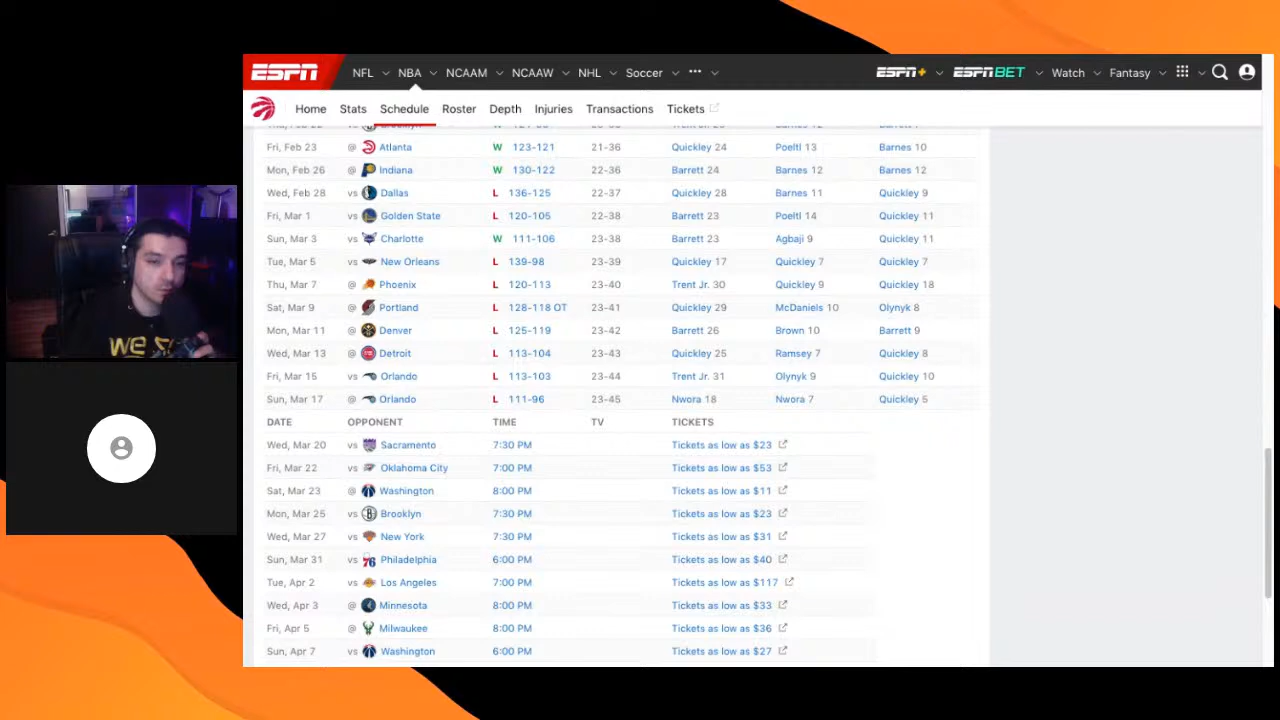 ESPN NFL NBA NCAAM NCAAW NHL Soccer ••• ESPN+ ESPN BET Watch Fantasy
Home Stats Schedule Roster Depth Injuries Transactions Tickets
Fri, Feb 23 @ Atlanta W 123-121 21-36 Quickley 24 Poeltl 13 Barnes 10
Mon, Feb 26 @ Indiana W 130-122 22-36 Barrett 24 Barnes 12 Barnes 12
Wed, Feb 28 vs Dallas L 136-125 22-37 Quickley 28 Barnes 11 Quickley 9
Fri, Mar 1 vs Golden State L 120-105 22-38 Barrett 23 Poeltl 14 Quickley 11
Sun, Mar 3 vs Charlotte W 111-106 23-38 Barrett 23 Agbaji 9 Quickley 11
Tue, Mar 5 vs New Orleans L 139-98 23-39 Quickley 17 Quickley 7 Quickley 7
Thu, Mar 7 @ Phoenix L 120-113 23-40 Trent Jr. 30 Quickley 9 Quickley 18
Sat, Mar 9 @ Portland L 128-118 OT 23-41 Quickley 29 McDaniels 10 Olynyk 8
Mon, Mar 11 @ Denver L 125-119 23-42 Barrett 26 Brown 10 Barrett 9
Wed, Mar 13 @ Detroit L 113-104 23-43 Quickley 25 Ramsey 7 Quickley 8
Fri, Mar 15 vs Orlando L 113-103 23-44 Trent Jr. 31 Olynyk 9 Quickley 10
Sun, Mar 17 @ Orlando L 111-96 23-45 Nwora 18 Nwora 7 Quickley 5
DATE OPPONENT TIME TV TICKETS
Wed, Mar 20 vs Sacramento 7:30 PM Tickets as low as $23
Fri, Mar 22 vs Oklahoma City 7:00 PM Tickets as low as $53
Sat, Mar 23 @ Washington 8:00 PM Tickets as low as $11
Mon, Mar 25 vs Brooklyn 7:30 PM Tickets as low as $23
Wed, Mar 27 vs New York 7:30 PM Tickets as low as $31
Sun, Mar 31 vs Philadelphia 6:00 PM Tickets as low as $40
Tue, Apr 2 vs Los Angeles 7:00 PM Tickets as low as $117
Wed, Apr 3 @ Minnesota 8:00 PM Tickets as low as $33
Fri, Apr 5 @ Milwaukee 8:00 PM Tickets as low as $36
Sun, Apr 7 vs Washington 6:00 PM Tickets as low as $27